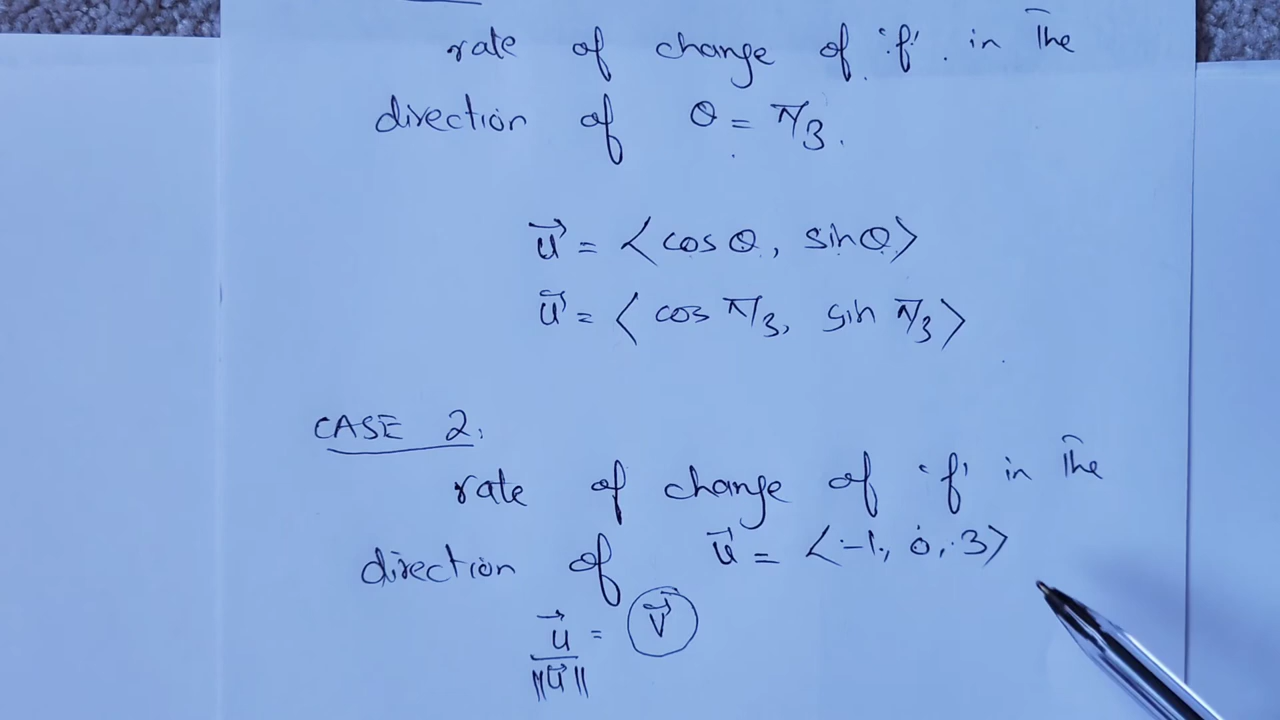 rate of change of 'f' in the
direction of θ = π/3.
u⃗ = <cos θ, sin θ>
u⃗ = <cos π/3, sin π/3>
CASE 2:
rate of change of 'f' in the
direction of u⃗ = <-1, 0, 3>
u⃗/||u⃗|| = v⃗